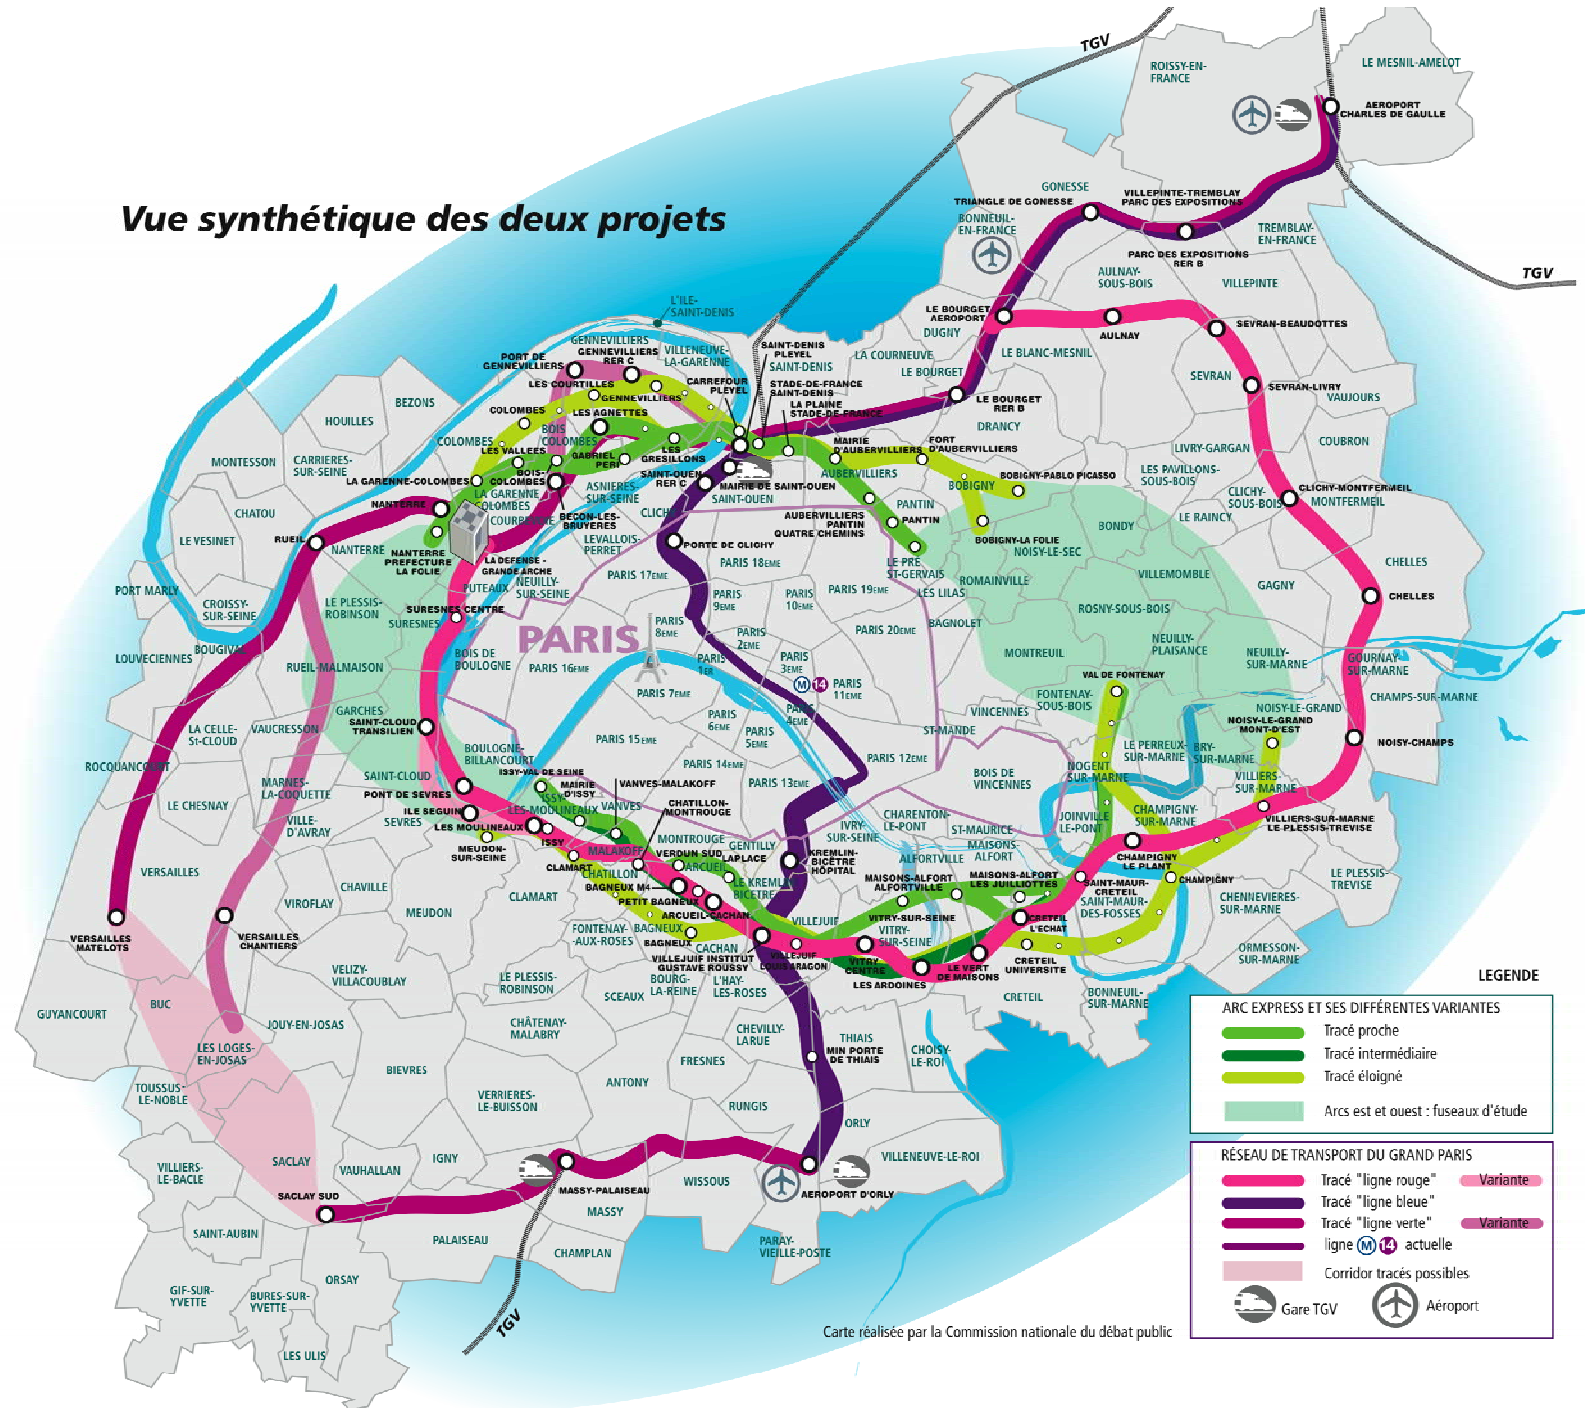 Vue synthétique des deux projets
TGV
ROISSY-EN-
FRANCE
LE MESNIL-AMELOT
AEROPORT
CHARLES DE GAULLE
GONESSE
VILLEPINTE-TREMBLAY
PARC DES EXPOSITIONS
TRIANGLE DE GONESSE
BONNEUIL-
EN-FRANCE
TREMBLAY-
EN-FRANCE
PARC DES EXPOSITIONS
RER B
TGV
AULNAY-
SOUS-BOIS
VILLEPINTE
L'ILE-
SAINT-DENIS
LE BOURGET
AEROPORT
DUGNY
AULNAY
SEVRAN-BEAUDOTTES
GENNEVILLIERS
GENNEVILLIERS
RER C
PORT DE
GENNEVILLIERS
VILLENEUVE-
LA-GARENNE
SAINT-DENIS
PLEYEL
SAINT-DENIS
LA COURNEUVE
LE BOURGET
LE BLANC-MESNIL
SEVRAN
SEVRAN-LIVRY
VAUJOURS
LES COURTILLES
GENNEVILLIERS
CARREFOUR
PLEYEL
STADE-DE-FRANCE
SAINT-DENIS
LA PLAINE
STADE-DE-FRANCE
LE BOURGET
RER B
DRANCY
BEZONS
HOUILLES
COLOMBES
LES AGNETTES
COLOMBES
BOIS
COLOMBES
LES VALLEES
GABRIEL
PERI
LES
GRESILLONS
MAIRIE
D'AUBERVILLIERS
FORT
D'AUBERVILLIERS
LIVRY-GARGAN
COUBRON
MONTESSON
CARRIERES-
SUR-SEINE
LA GARENNE-COLOMBES
BOIS-
COLOMBES
SAINT-OUEN
RER C
MAIRIE DE SAINT-OUEN
SAINT-OUEN
AUBERVILLIERS
BOBIGNY
BOBIGNY-PABLO PICASSO
LES PAVILLONS-
SOUS-BOIS
CLICHY-
SOUS-BOIS
CLICHY-MONTFERMEIL
MONTFERMEIL
LA GARENNE
COLOMBES
ASNIERES
SUR-SEINE
CLICHY
CHATOU
NANTERRE
COURBEVOIE
BECON-LES-
BRUYERES
LEVALLOIS-
PERRET
PANTIN
AUBERVILLIERS
PANTIN
QUATRE CHEMINS
PANTIN
BOBIGNY-LA FOLIE
NOISY-LE-SEC
BONDY
LE RAINCY
LE VESINET
RUEIL
NANTERRE
NANTERRE
PREFECTURE
LA FOLIE
LA DEFENSE -
GRANDE ARCHE
PORTE DE CLICHY
PARIS 17EME
PARIS 18EME
LE PRE
ST-GERVAIS
LES LILAS
ROMAINVILLE
VILLEMOMBLE
GAGNY
CHELLES
CHELLES
PORT MARLY
CROISSY-
SUR-SEINE
LE PLESSIS-
ROBINSON
PUTEAUX
NEUILLY-
SUR-SEINE
SURESNES CENTRE
SURESNES
PARIS
9EME
PARIS
10EME
PARIS 19EME
PARIS
PARIS
8EME
PARIS
2EME
PARIS 20EME
BAGNOLET
ROSNY-SOUS-BOIS
NEUILLY-
PLAISANCE
NEUILLY-
SUR-MARNE
GOURNAY-
SUR-MARNE
LOUVECIENNES
BOUGIVAL
RUEIL-MALMAISON
BOIS DE
BOULOGNE
PARIS 16EME
PARIS
1ER
PARIS
3EME
M 14
PARIS
11EME
PARIS 7EME
PARIS
4EME
MONTREUIL
VAL DE FONTENAY
FONTENAY-
SOUS-BOIS
CHAMPS-SUR-MARNE
NOISY-LE-GRAND
NOISY-LE-GRAND
MONT-D'EST
NOISY-CHAMPS
LA CELLE-
St-CLOUD
VAUCRESSON
GARCHES
SAINT-CLOUD
TRANSILIEN
PARIS
6EME
PARIS
5EME
PARIS 15EME
VINCENNES
ST-MANDE
LE PERREUX-
SUR-MARNE
BRY-
SUR-MARNE
ROCQUANCOURT
BOULOGNE-
BILLANCOURT
PARIS 14EME
PARIS 12EME
PARIS 13EME
BOIS DE
VINCENNES
NOGENT
SUR-MARNE
VILLIERS-
SUR-MARNE
MARNES-
LA-COQUETTE
SAINT-CLOUD
PONT DE SEVRES
ISSY-VAL DE SEINE
MAIRIE
D'ISSY
ISSY
LES-MOULINEAUX
VANVES-MALAKOFF
VANVES
CHATILLON-
MONTROUGE
LE CHESNAY
VILLE-
D'AVRAY
SEVRES
ILE SEGUIN
LES MOULINEAUX
ISSY
MEUDON-
SUR-SEINE
CLAMART
MALAKOFF
MONTROUGE
GENTILLY
IVRY-
SUR-SEINE
CHARENTON-
LE-PONT
ST-MAURICE
MAISONS
ALFORT
ALFORTVILLE
JOINVILLE
LE-PONT
CHAMPIGNY-
SUR-MARNE
VILLIERS-SUR-MARNE
LE-PLESSIS-TREVISE
VERDUN SUD
LAPLACE
ARCUEIL
KREMLIN-
BICÊTRE
HÔPITAL
LE KREMLIN
BICETRE
CHATILLON
BAGNEUX M4
PETIT BAGNEUX
ARCUEIL-CACHAN
MAISONS-ALFORT
ALFORTVILLE
MAISONS-ALFORT
LES JUILLIOTTES
CHAMPIGNY
LE PLANT
CHAMPIGNY
SAINT-MAUR-
CRETEIL
SAINT-MAUR-
DES-FOSSES
LE PLESSIS-
TREVISE
CHENNEVIERES-
SUR-MARNE
VERSAILLES
VIROFLAY
CHAVILLE
MEUDON
CLAMART
FONTENAY-
AUX-ROSES
BAGNEUX
BAGNEUX
CACHAN
VILLEJUIF
VILLEJUIF INSTITUT
GUSTAVE ROUSSY
VILLEJUIF
LOUIS ARAGON
VITRY-SUR-SEINE
VITRY-
SUR-SEINE
VITRY
CENTRE
LES ARDOINES
LE VERT
DE MAISONS
CRETEIL
L'ECHAT
CRETEIL
UNIVERSITE
ORMESSON-
SUR-MARNE
VERSAILLES
MATELOTS
VERSAILLES
CHANTIERS
VELIZY-
VILLACOUBLAY
LE PLESSIS-
ROBINSON
SCEAUX
BOURG-
LA-REINE
L'HAY-
LES-ROSES
CRETEIL
BONNEUIL-
SUR-MARNE
GUYANCOURT
BUC
JOUY-EN-JOSAS
LES LOGES-
EN-JOSAS
CHÂTENAY-
MALABRY
CHEVILLY-
LARUE
THIAIS
MIN PORTE
DE THIAIS
CHOISY-
LE-ROI
FRESNES
BIEVRES
ANTONY
VERRIERES-
LE-BUISSON
RUNGIS
ORLY
TOUSSUS-
LE-NOBLE
VILLIERS-
LE-BACLE
SACLAY
VAUHALLAN
IGNY
VILLENEUVE-LE-ROI
SACLAY SUD
MASSY-PALAISEAU
MASSY
WISSOUS
AEROPORT D'ORLY
SAINT-AUBIN
PALAISEAU
CHAMPLAN
PARAY-
VIEILLE-POSTE
ORSAY
GIF-SUR-
YVETTE
BURES-SUR-
YVETTE
LES ULIS
TGV
LEGENDE
ARC EXPRESS ET SES DIFFÉRENTES VARIANTES
Tracé proche
Tracé intermédiaire
Tracé éloigné
Arcs est et ouest : fuseaux d'étude
RÉSEAU DE TRANSPORT DU GRAND PARIS
Tracé "ligne rouge" Variante
Tracé "ligne bleue"
Tracé "ligne verte" Variante
ligne M 14 actuelle
Corridor tracés possibles
Gare TGV Aéroport
Carte réalisée par la Commission nationale du débat public